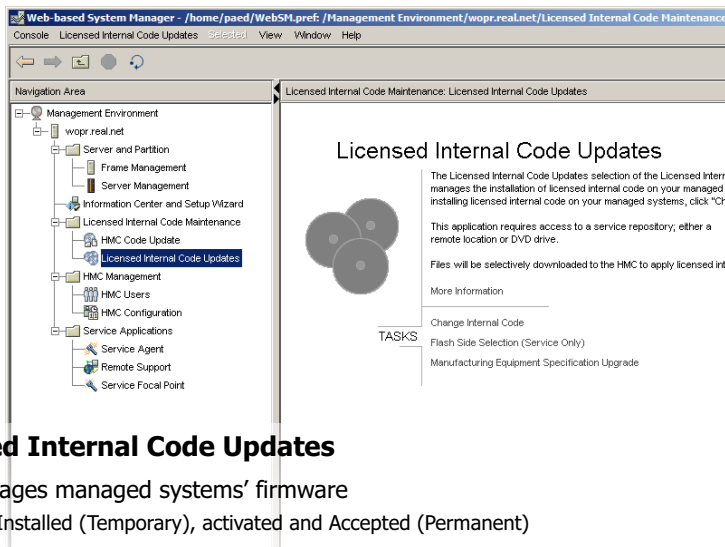 Web-based System Manager - /home/paed/WebSM.pref: /Management Environment/wopr.real.net/Licensed Internal Code Maintenance
Console Licensed Internal Code Updates Selected View Window Help
Navigation Area
Licensed Internal Code Maintenance: Licensed Internal Code Updates
Management Environment
wopr.real.net
Server and Partition
Frame Management
Server Management
Information Center and Setup Wizard
Licensed Internal Code Maintenance
HMC Code Update
Licensed Internal Code Updates
HMC Management
HMC Users
HMC Configuration
Service Applications
Service Agent
Remote Support
Service Focal Point
Licensed Internal Code Updates
The Licensed Internal Code Updates selection of the Licensed Intern
manages the installation of licensed internal code on your managed
installing licensed internal code on your managed systems, click "Ch
This application requires access to a service repository; either a
remote location or DVD drive.
Files will be selectively downloaded to the HMC to apply licensed int
More Information
TASKS
Change Internal Code
Flash Side Selection (Service Only)
Manufacturing Equipment Specification Upgrade
ed Internal Code Updates
ages managed systems’ firmware
Installed (Temporary), activated and Accepted (Permanent)